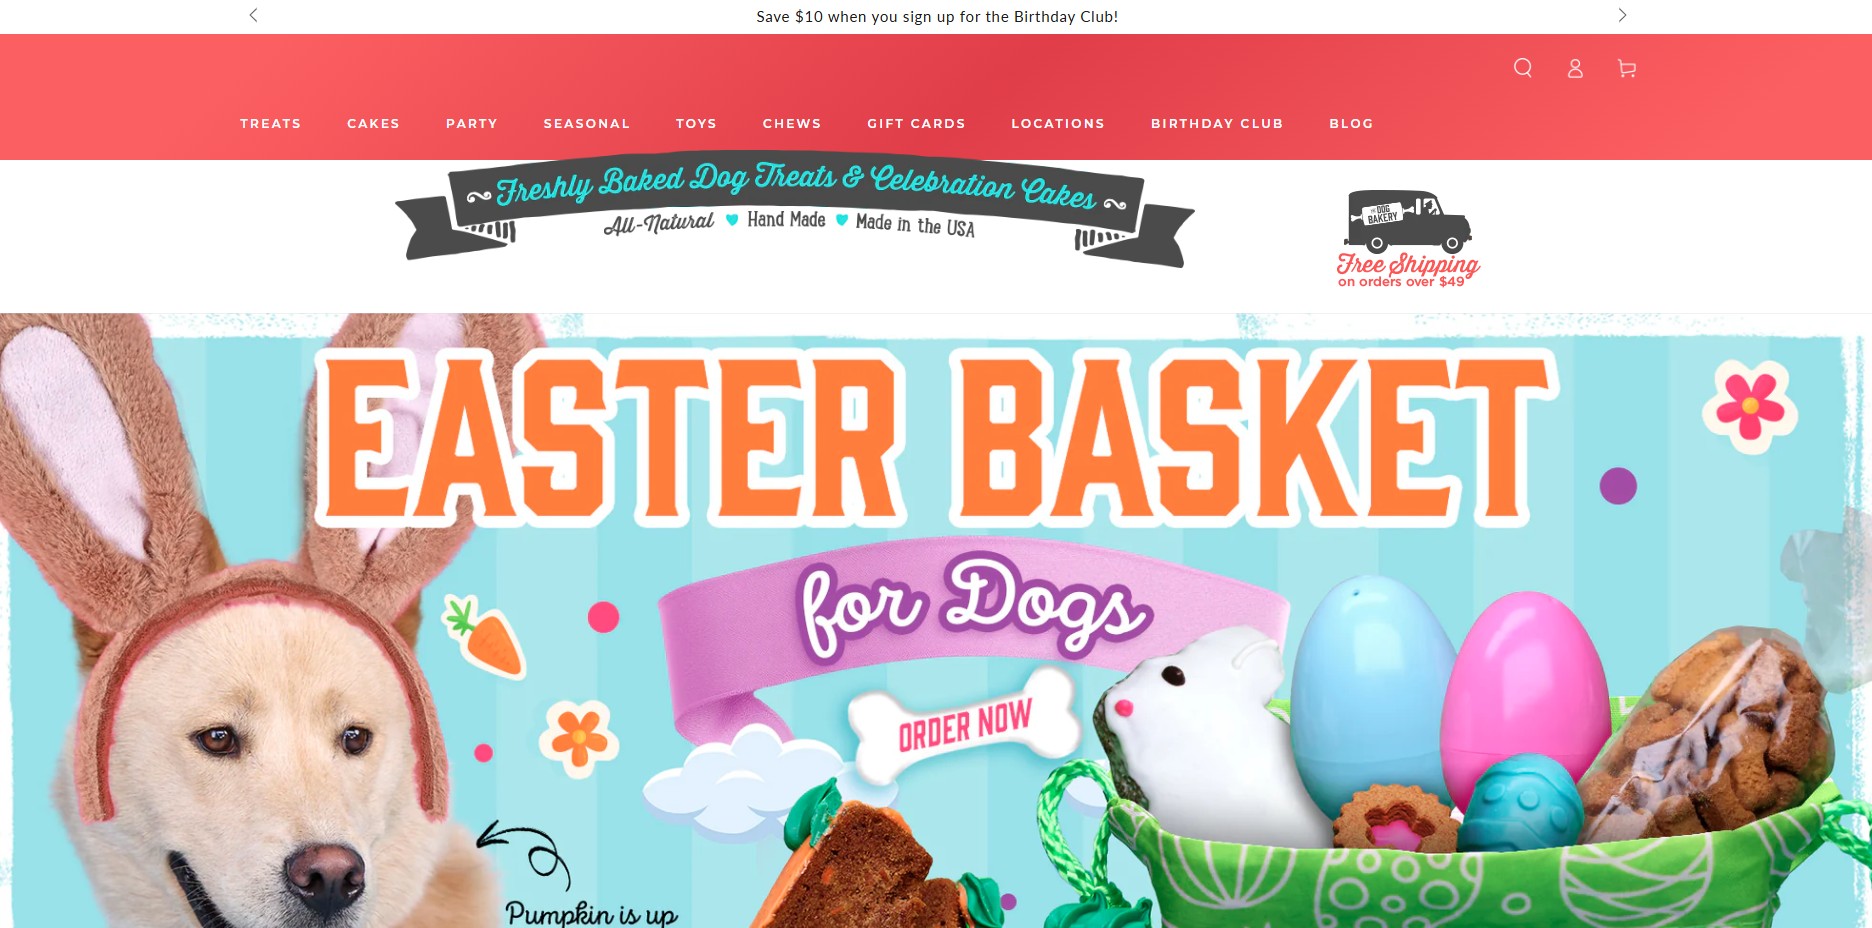 Save $10 when you sign up for the Birthday Club!
TREATS CAKES PARTY SEASONAL TOYS CHEWS GIFT CARDS LOCATIONS BIRTHDAY CLUB BLOG
Freshly Baked Dog Treats & Celebration Cakes
All-Natural Hand Made Made in the USA
THE DOG
BAKERY
Free Shipping
on orders over $49
EASTER BASKET
for Dogs
ORDER NOW
Pumpkin is up